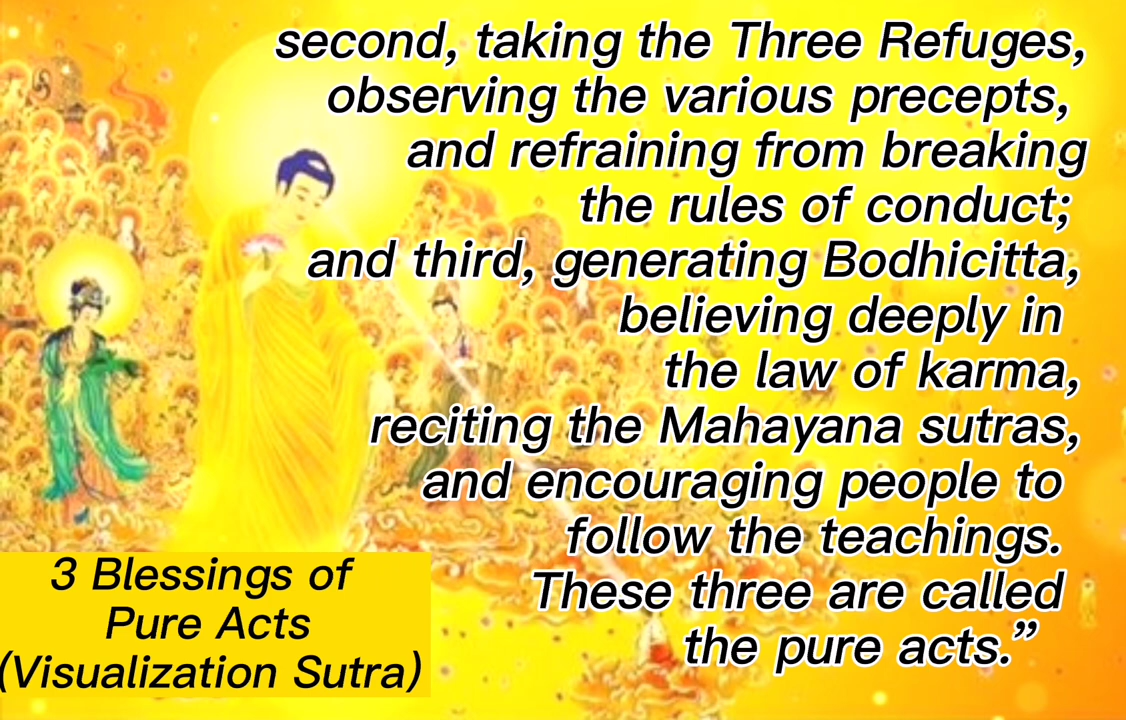 second, taking the Three Refuges,
observing the various precepts,
and refraining from breaking
the rules of conduct;
and third, generating Bodhicitta,
believing deeply in
the law of karma,
reciting the Mahayana sutras,
and encouraging people to
follow the teachings.
These three are called
the pure acts.”
3 Blessings of
Pure Acts
(Visualization Sutra)